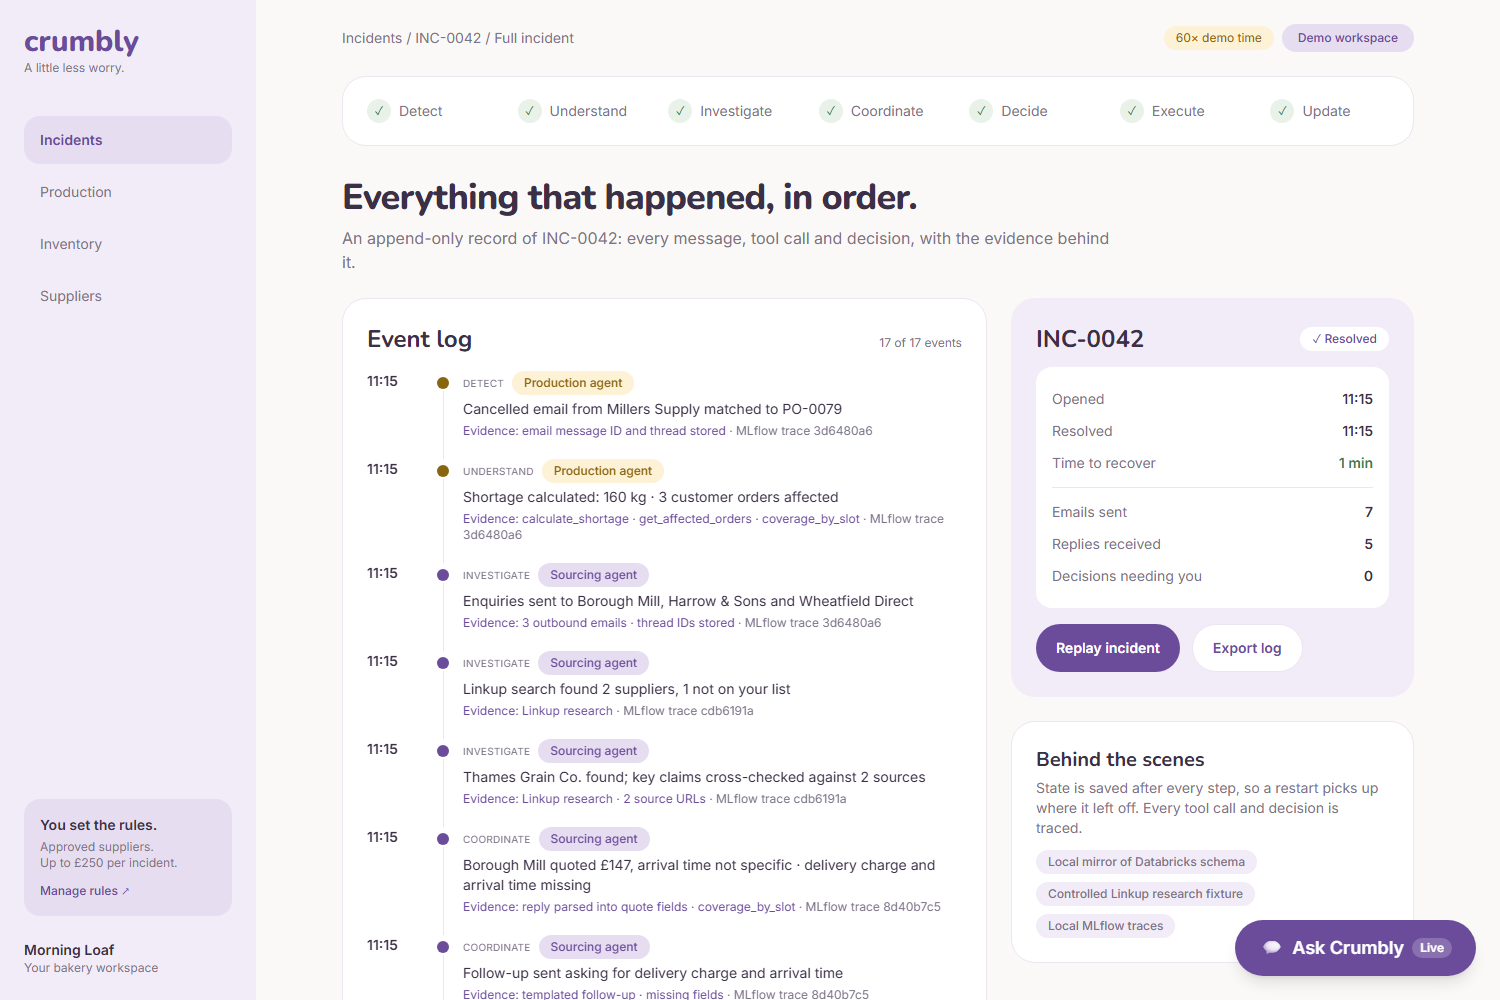 crumbly
A little less worry.
Incidents
Production
Inventory
Suppliers
You set the rules.
Approved suppliers.
Up to £250 per incident.
Manage rules ↗
Morning Loaf
Your bakery workspace
Incidents / INC-0042 / Full incident
60× demo time
Demo workspace
✓ Detect
✓ Understand
✓ Investigate
✓ Coordinate
✓ Decide
✓ Execute
✓ Update
Everything that happened, in order.
An append-only record of INC-0042: every message, tool call and decision, with the evidence behind
it.
Event log
17 of 17 events
11:15 DETECT Production agent
Cancelled email from Millers Supply matched to PO-0079
Evidence: email message ID and thread stored · MLflow trace 3d6480a6
11:15 UNDERSTAND Production agent
Shortage calculated: 160 kg · 3 customer orders affected
Evidence: calculate_shortage · get_affected_orders · coverage_by_slot · MLflow trace
3d6480a6
11:15 INVESTIGATE Sourcing agent
Enquiries sent to Borough Mill, Harrow & Sons and Wheatfield Direct
Evidence: 3 outbound emails · thread IDs stored · MLflow trace 3d6480a6
11:15 INVESTIGATE Sourcing agent
Linkup search found 2 suppliers, 1 not on your list
Evidence: Linkup research · MLflow trace cdb6191a
11:15 INVESTIGATE Sourcing agent
Thames Grain Co. found; key claims cross-checked against 2 sources
Evidence: Linkup research · 2 source URLs · MLflow trace cdb6191a
11:15 COORDINATE Sourcing agent
Borough Mill quoted £147, arrival time not specific · delivery charge and
arrival time missing
Evidence: reply parsed into quote fields · coverage_by_slot · MLflow trace 8d40b7c5
11:15 COORDINATE Sourcing agent
Follow-up sent asking for delivery charge and arrival time
Evidence: templated follow-up · missing fields · MLflow trace 8d40b7c5
INC-0042
✓ Resolved
Opened 11:15
Resolved 11:15
Time to recover 1 min
Emails sent 7
Replies received 5
Decisions needing you 0
Replay incident
Export log
Behind the scenes
State is saved after every step, so a restart picks up
where it left off. Every tool call and decision is
traced.
Local mirror of Databricks schema
Controlled Linkup research fixture
Local MLflow traces
Ask Crumbly Live